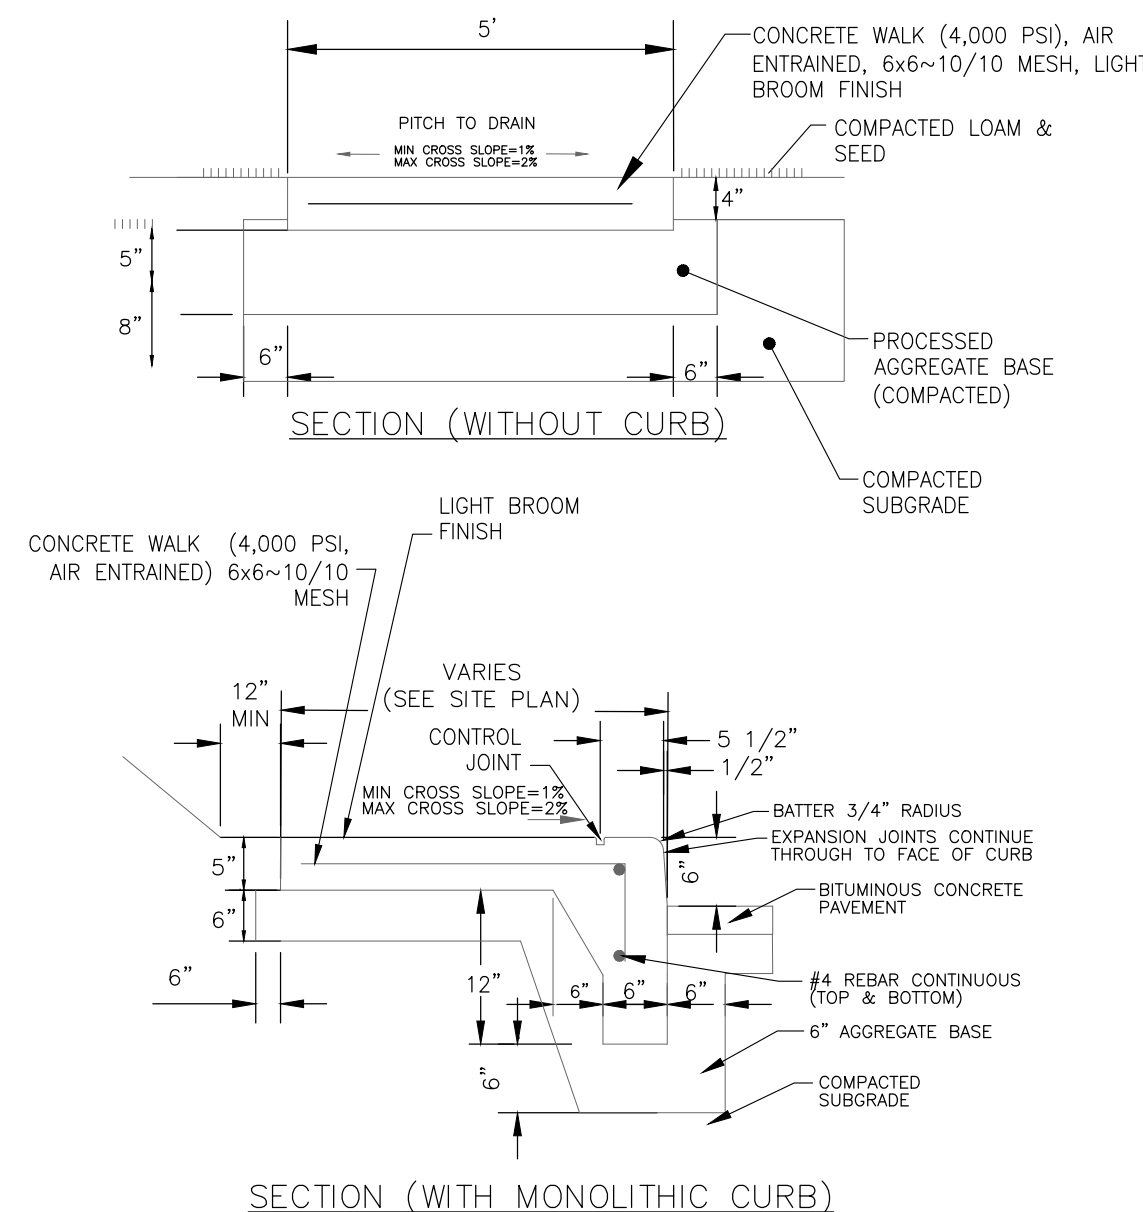 5'
CONCRETE WALK (4,000 PSI), AIR
ENTRAINED, 6x6~10/10 MESH, LIGHT
BROOM FINISH
PITCH TO DRAIN
MIN CROSS SLOPE=1%
MAX CROSS SLOPE=2%
COMPACTED LOAM &
SEED
4"
5"
8"
6"
6"
PROCESSED
AGGREGATE BASE
(COMPACTED)
SECTION (WITHOUT CURB)
COMPACTED
SUBGRADE
LIGHT BROOM
FINISH
CONCRETE WALK (4,000 PSI,
AIR ENTRAINED) 6x6~10/10
MESH
VARIES
(SEE SITE PLAN)
12"
MIN
CONTROL
JOINT
5 1/2"
1/2"
MIN CROSS SLOPE=1%
MAX CROSS SLOPE=2%
BATTER 3/4" RADIUS
EXPANSION JOINTS CONTINUE
THROUGH TO FACE OF CURB
5"
6"
BITUMINOUS CONCRETE
PAVEMENT
6"
6"
12"
6"
6"
6"
#4 REBAR CONTINUOUS
(TOP & BOTTOM)
6" AGGREGATE BASE
6"
COMPACTED
SUBGRADE
SECTION (WITH MONOLITHIC CURB)